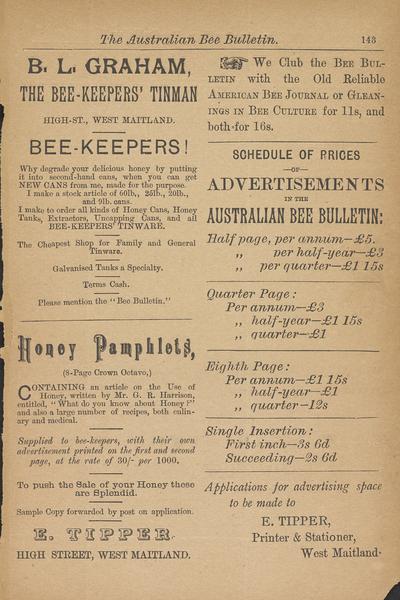 The Australian Bee Bulletin. 143
B. L. GRAHAM,
THE BEE-KEEPERS' TINMAN
HIGH-ST., WEST MAITLAND.
BEE-KEEPERS!
Why degrade your delicious honey by putting
it into second-hand cans, when you can get
NEW CANS from me, made for the purpose.
I make a stock article of 60lb., 25lb., 20lb.,
and 9lb. cans.
I make to order all kinds of Honey Cans, Honey
Tanks, Extractors, Uncapping Cans, and all
BEE-KEEPERS' TINWARE.
The Cheapest Shop for Family and General
Tinware.
Galvanised Tanks a Specialty.
Terms Cash.
Please mention the "Bee Bulletin."
Honey Pamphlets,
(8-Page Crown Octavo,)
CONTAINING an article on the Use of
Honey, written by Mr. G. R. Harrison,
entitled, "What do you know about Honey?"
and also a large number of recipes, both culin-
ary and medical.
Supplied to bee-keepers, with their own
advertisement printed on the first and second
page, at the rate of 30/- per 1000.
To push the Sale of your Honey these
are Splendid.
Sample Copy forwarded by post on application.
E. TIPPER,
HIGH STREET, WEST MAITLAND.
We Club the BEE BUL-
LETIN with the Old Reliable
AMERICAN BEE JOURNAL or GLEAN-
INGS IN BEE CULTURE for 11s, and
both for 16s.
SCHEDULE OF PRICES
—OF—
ADVERTISEMENTS
IN THE
AUSTRALIAN BEE BULLETIN:
Half page, per annum—£5.
„ per half-year—£3
„ per quarter—£1 15s
Quarter Page:
Per annum—£3
„ half-year—£1 15s
„ quarter—£1
Eighth Page:
Per annum—£1 15s
„ half-year—£1
„ quarter—12s
Single Insertion:
First inch—3s 6d
Succeeding—2s 6d
Applications for advertising space
to be made to
E. TIPPER,
Printer & Stationer,
West Maitland.